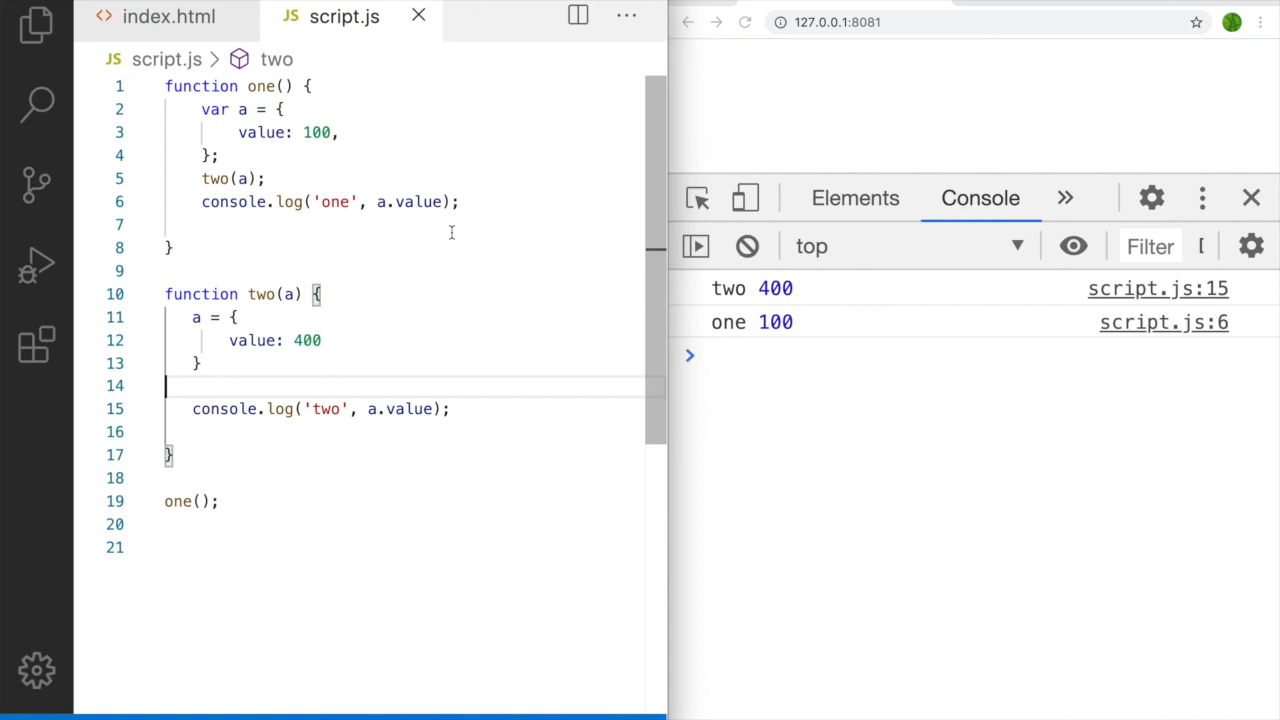 index.html
JS script.js
127.0.0.1:8081
JS script.js > two
1 function one() {
2 var a = {
3 value: 100,
4 };
5 two(a);
6 console.log('one', a.value);
7
8 }
9
10 function two(a) {
11 a = {
12 value: 400
13 }
14
15 console.log('two', a.value);
16
17 }
18
19 one();
20
21
Elements Console
top Filter
two 400 script.js:15
one 100 script.js:6